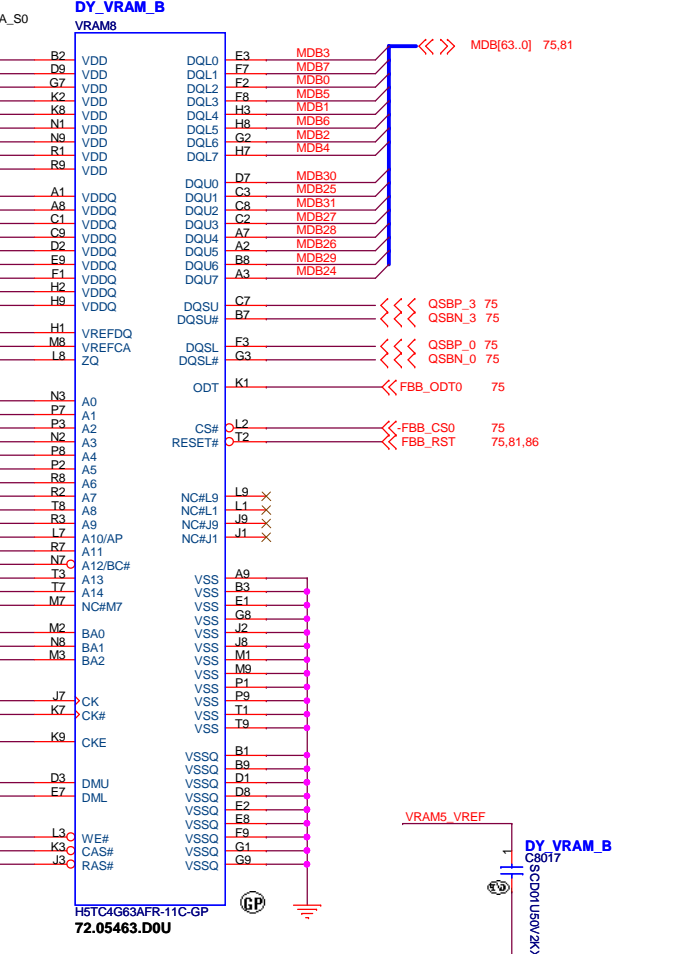 A_S0
DY_VRAM_B
VRAM8
B2 VDD DQL0 E3 MDB3 MDB[63..0] 75,81
D9 VDD DQL1 F7 MDB7
G7 VDD DQL2 F2 MDB0
K2 VDD DQL3 F8 MDB5
K8 VDD DQL4 H3 MDB1
N1 VDD DQL5 H8 MDB6
N9 VDD DQL6 G2 MDB2
R1 VDD DQL7 H7 MDB4
R9 VDD
DQU0 D7 MDB30
A1 VDDQ DQU1 C3 MDB25
A8 VDDQ DQU2 C8 MDB31
C1 VDDQ DQU3 C2 MDB27
C9 VDDQ DQU4 A7 MDB28
D2 VDDQ DQU5 A2 MDB26
E9 VDDQ DQU6 B8 MDB29
F1 VDDQ DQU7 A3 MDB24
H2 VDDQ
H9 VDDQ DQSU C7 QSBP_3 75
DQSU# B7 QSBN_3 75
H1 VREFDQ
M8 VREFCA DQSL F3 QSBP_0 75
L8 ZQ DQSL# G3 QSBN_0 75
ODT K1 FBB_ODT0 75
N3 A0
P7 A1
P3 A2 CS# L2 -FBB_CS0 75
N2 A3 RESET# T2 FBB_RST 75,81,86
P8 A4
P2 A5
R8 A6
R2 A7 NC#L9 L9
T8 A8 NC#L1 L1
R3 A9 NC#J9 J9
L7 A10/AP NC#J1 J1
R7 A11
N7 A12/BC#
T3 A13 VSS A9
T7 A14 VSS B3
M7 NC#M7 VSS E1
VSS G8
M2 BA0 VSS J2
N8 BA1 VSS J8
M3 BA2 VSS M1
VSS M9
VSS P1
J7 CK VSS P9
K7 CK# VSS T1
VSS T9
K9 CKE
VSSQ B1
VSSQ B9
D3 DMU VSSQ D1
E7 DML VSSQ D8
VSSQ E2
VSSQ E8
L3 WE# VSSQ F9
K3 CAS# VSSQ G1
J3 RAS# VSSQ G9
VRAM5_VREF
1
DY_VRAM_B
C8017
SCD01U50V2KX
2
GP
H5TC4G63AFR-11C-GP
72.05463.D0U